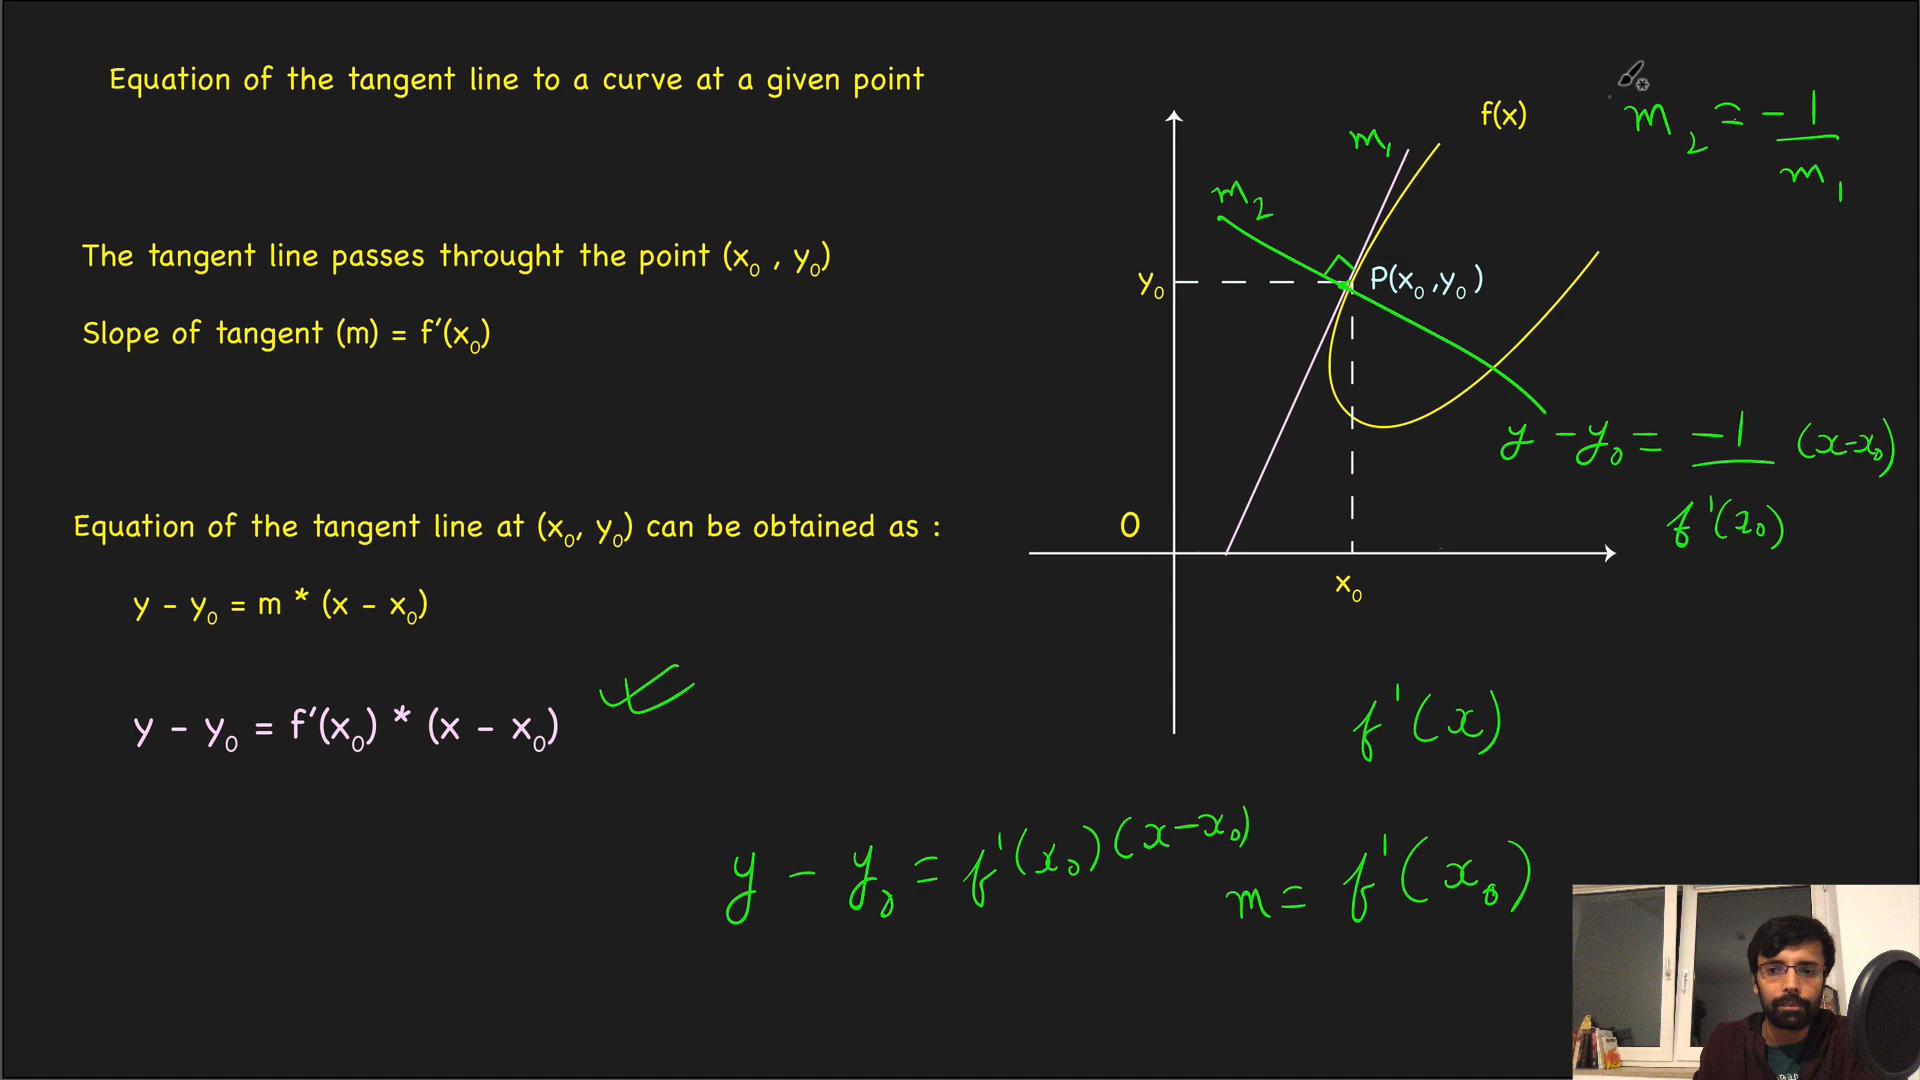 Equation of the tangent line to a curve at a given point
The tangent line passes throught the point (x₀ , y₀)
Slope of tangent (m) = f′(x₀)
Equation of the tangent line at (x₀, y₀) can be obtained as :
y − y₀ = m * (x − x₀)
y − y₀ = f′(x₀) * (x − x₀)
f(x)
m₂ = −1/m₁
m₁
m₂
y₀
P(x₀ ,y₀ )
y − y₀ = −1/f′(x₀) (x−x₀)
0
x₀
f′(x)
y − y₀ = f′(x₀)(x−x₀)
m = f′(x₀)